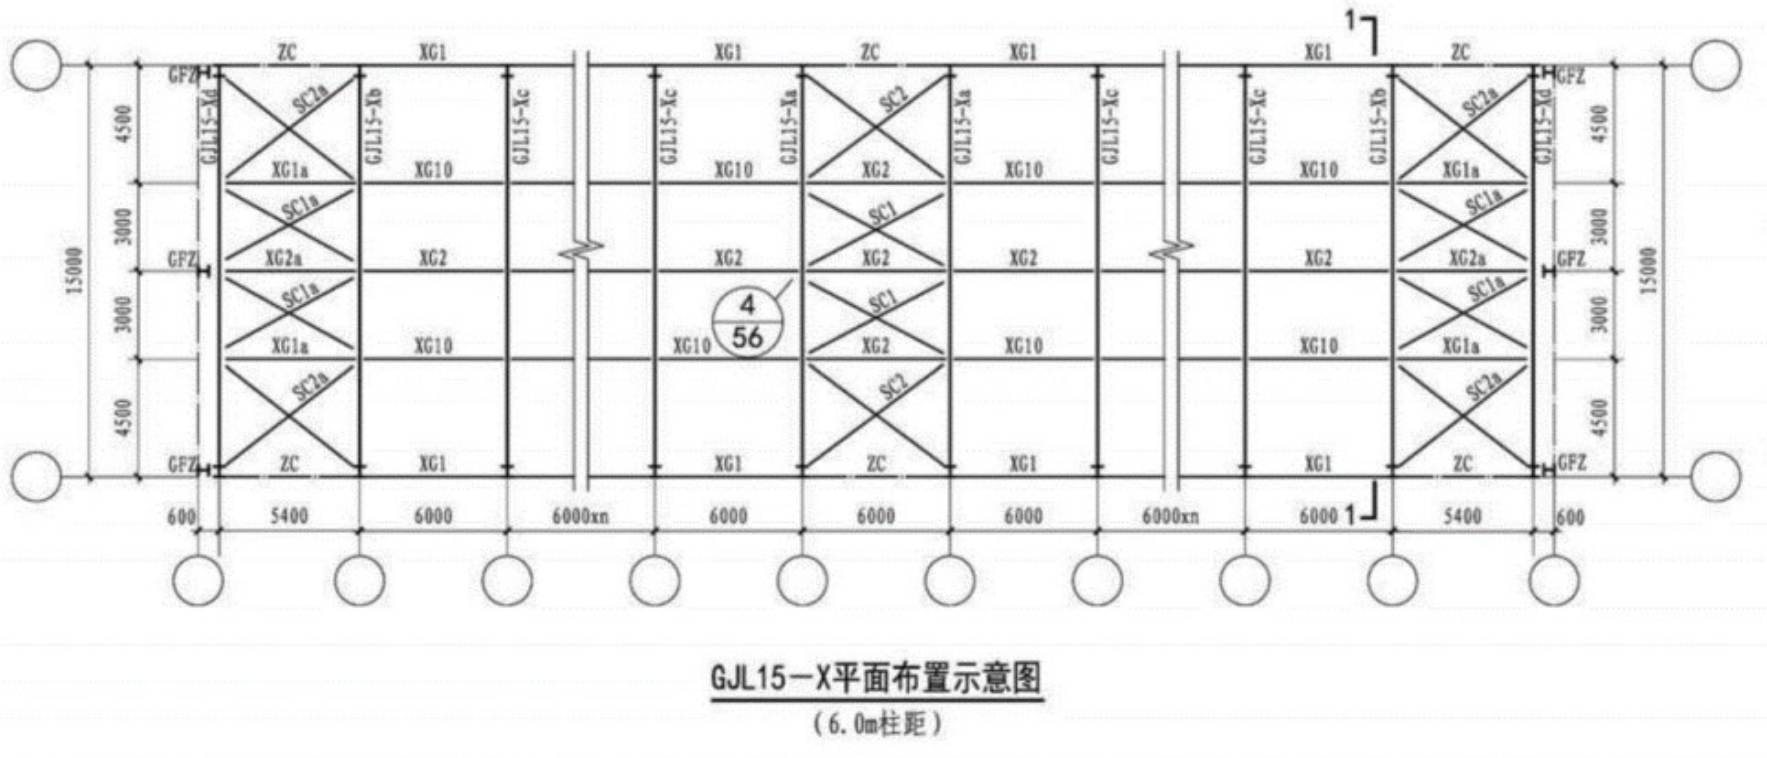 1
ZC XG1 XG1 ZC XG1 XG1 ZC
GFZ GFZ
GJL15-Xd SC2a GJL15-Xb GJL15-Xc GJL15-Xc GJL15-Xa SC2 GJL15-Xa GJL15-Xc GJL15-Xc GJL15-Xb SC2a GJL15-Xd
4500 4500
XG1a XG10 XG10 XG2 XG10 XG10 XG1a
3000 SC1a SC1 SC1a 3000
GFZ XG2a XG2 XG2 XG2 XG2 XG2 XG2a GFZ
15000 15000
3000 SC1a 4 SC1 SC1a 3000
56
XG1a XG10 XG10 XG2 XG10 XG10 XG1a
4500 SC2a SC2 SC2a 4500
GFZ ZC XG1 XG1 ZC XG1 XG1 ZC GFZ
600 5400 6000 6000xn 6000 6000 6000 6000xn 6000 1 5400 600
GJL15-X平面布置示意图
(6.0m柱距)